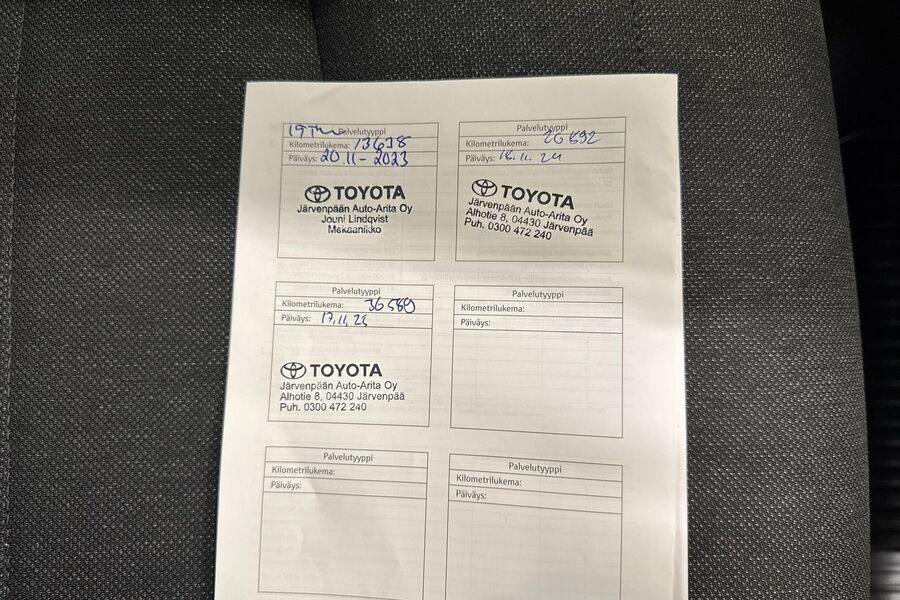 19Tkm Palvelutyyppi
Kilometrilukema: 13638
Päiväys: 20.11-2023
TOYOTA
Järvenpään Auto-Arita Oy
Jouni Lindqvist
Mekaanikko
Palvelutyyppi
Kilometrilukema: 26692
Päiväys: 18.11.24
TOYOTA
Järvenpään Auto-Arita Oy
Alhotie 8, 04430 Järvenpää
Puh. 0300 472 240
Palvelutyyppi
Kilometrilukema: 36589
Päiväys: 17.11.25
TOYOTA
Järvenpään Auto-Arita Oy
Alhotie 8, 04430 Järvenpää
Puh. 0300 472 240
Palvelutyyppi
Kilometrilukema:
Päiväys:
Palvelutyyppi
Kilometrilukema:
Päiväys:
Palvelutyyppi
Kilometrilukema:
Päiväys: